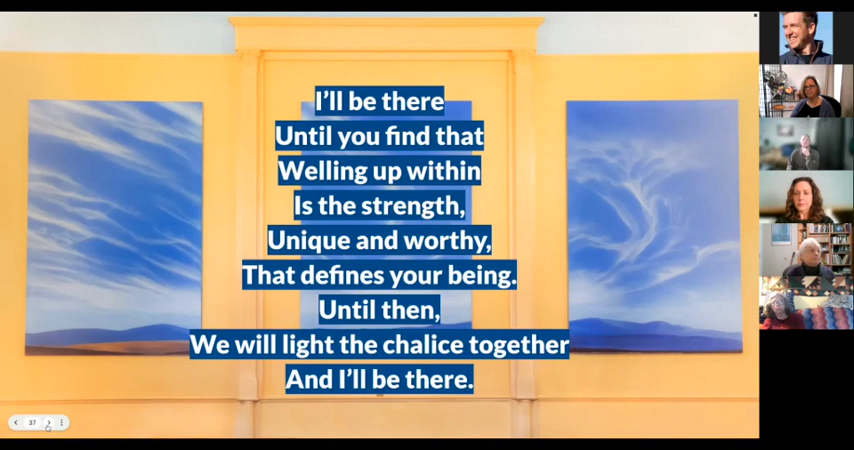 I’ll be there
Until you find that
Welling up within
Is the strength,
Unique and worthy,
That defines your being.
Until then,
We will light the chalice together
And I’ll be there.
37